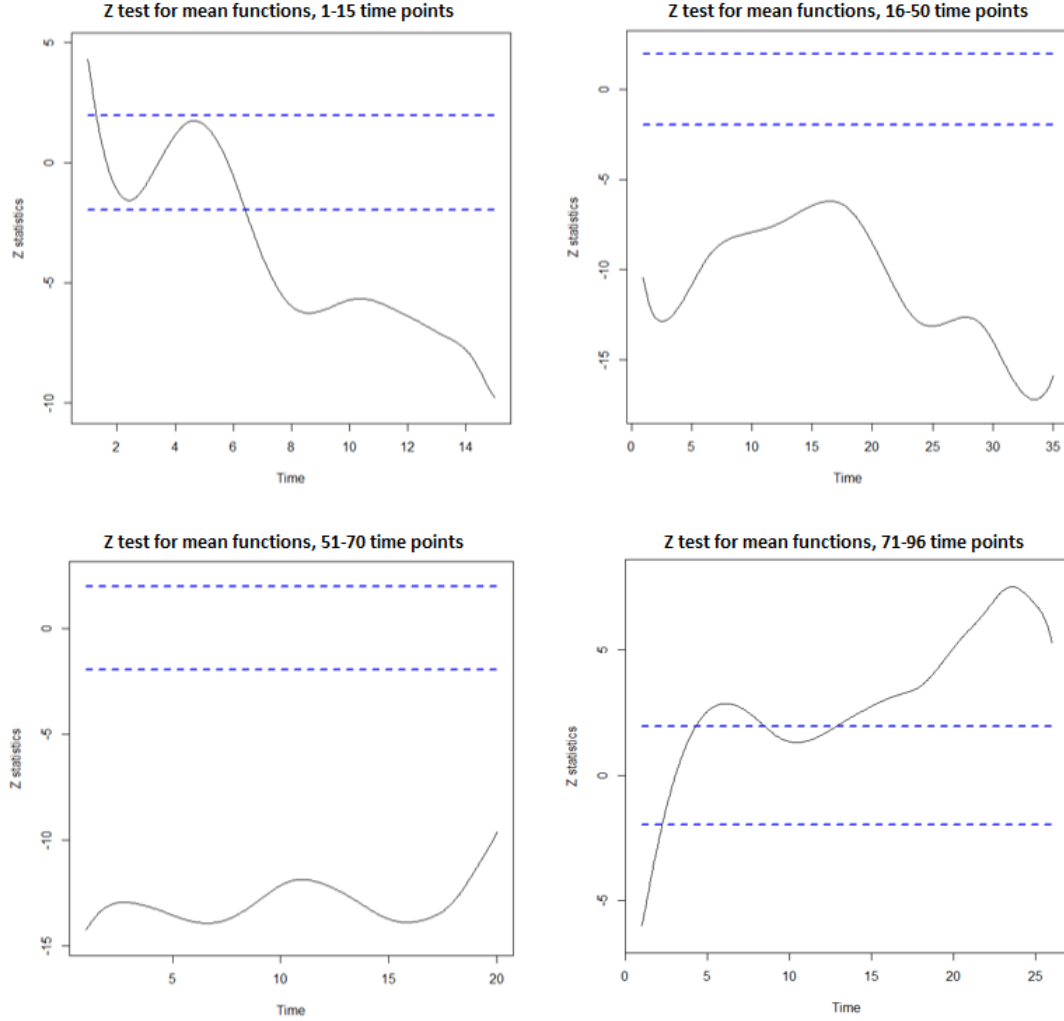 Z test for mean functions, 1-15 time points
5
0
-5
-10
Z statistics
2 4 6 8 10 12 14
Time
Z test for mean functions, 16-50 time points
0
-5
-10
-15
Z statistics
0 5 10 15 20 25 30 35
Time
Z test for mean functions, 51-70 time points
0
-5
-10
-15
Z statistics
5 10 15 20
Time
Z test for mean functions, 71-96 time points
5
0
-5
Z statistics
0 5 10 15 20 25
Time